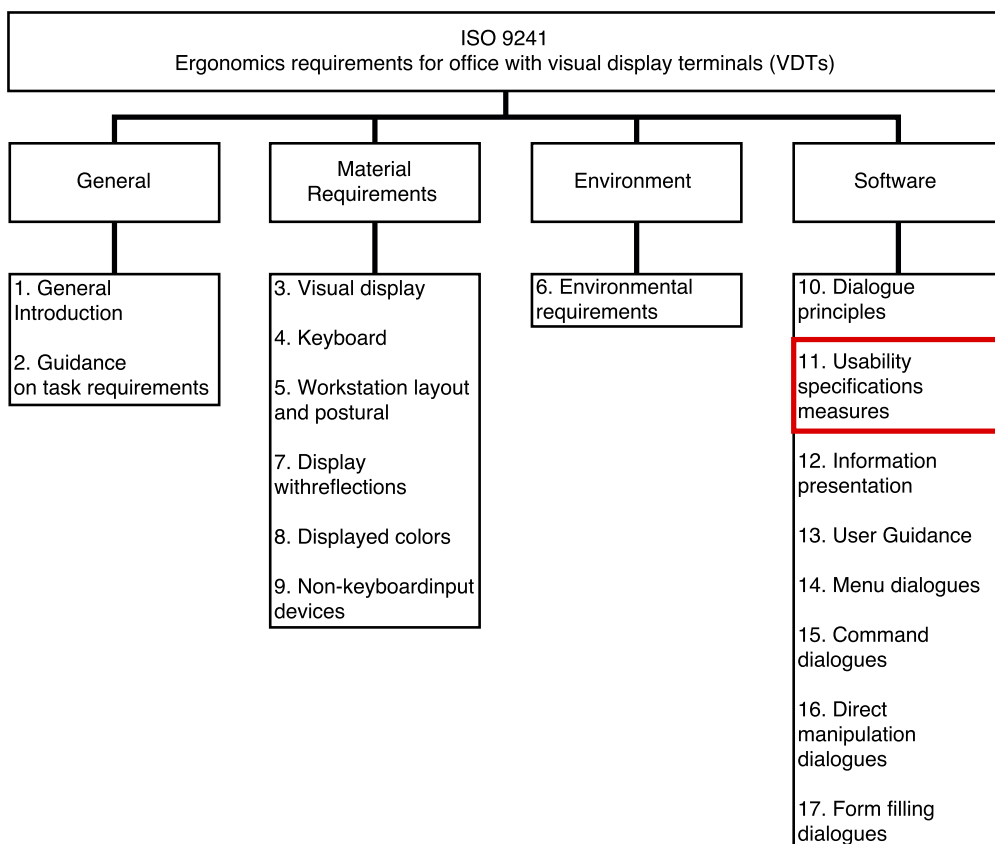 ISO 9241
Ergonomics requirements for office with visual display terminals (VDTs)
General
Material
Requirements
Environment
Software
1. General
Introduction
2. Guidance
on task requirements
3. Visual display
4. Keyboard
5. Workstation layout
and postural
7. Display
withreflections
8. Displayed colors
9. Non-keyboardinput
devices
6. Environmental
requirements
10. Dialogue
principles
11. Usability
specifications
measures
12. Information
presentation
13. User Guidance
14. Menu dialogues
15. Command
dialogues
16. Direct
manipulation
dialogues
17. Form filling
dialogues